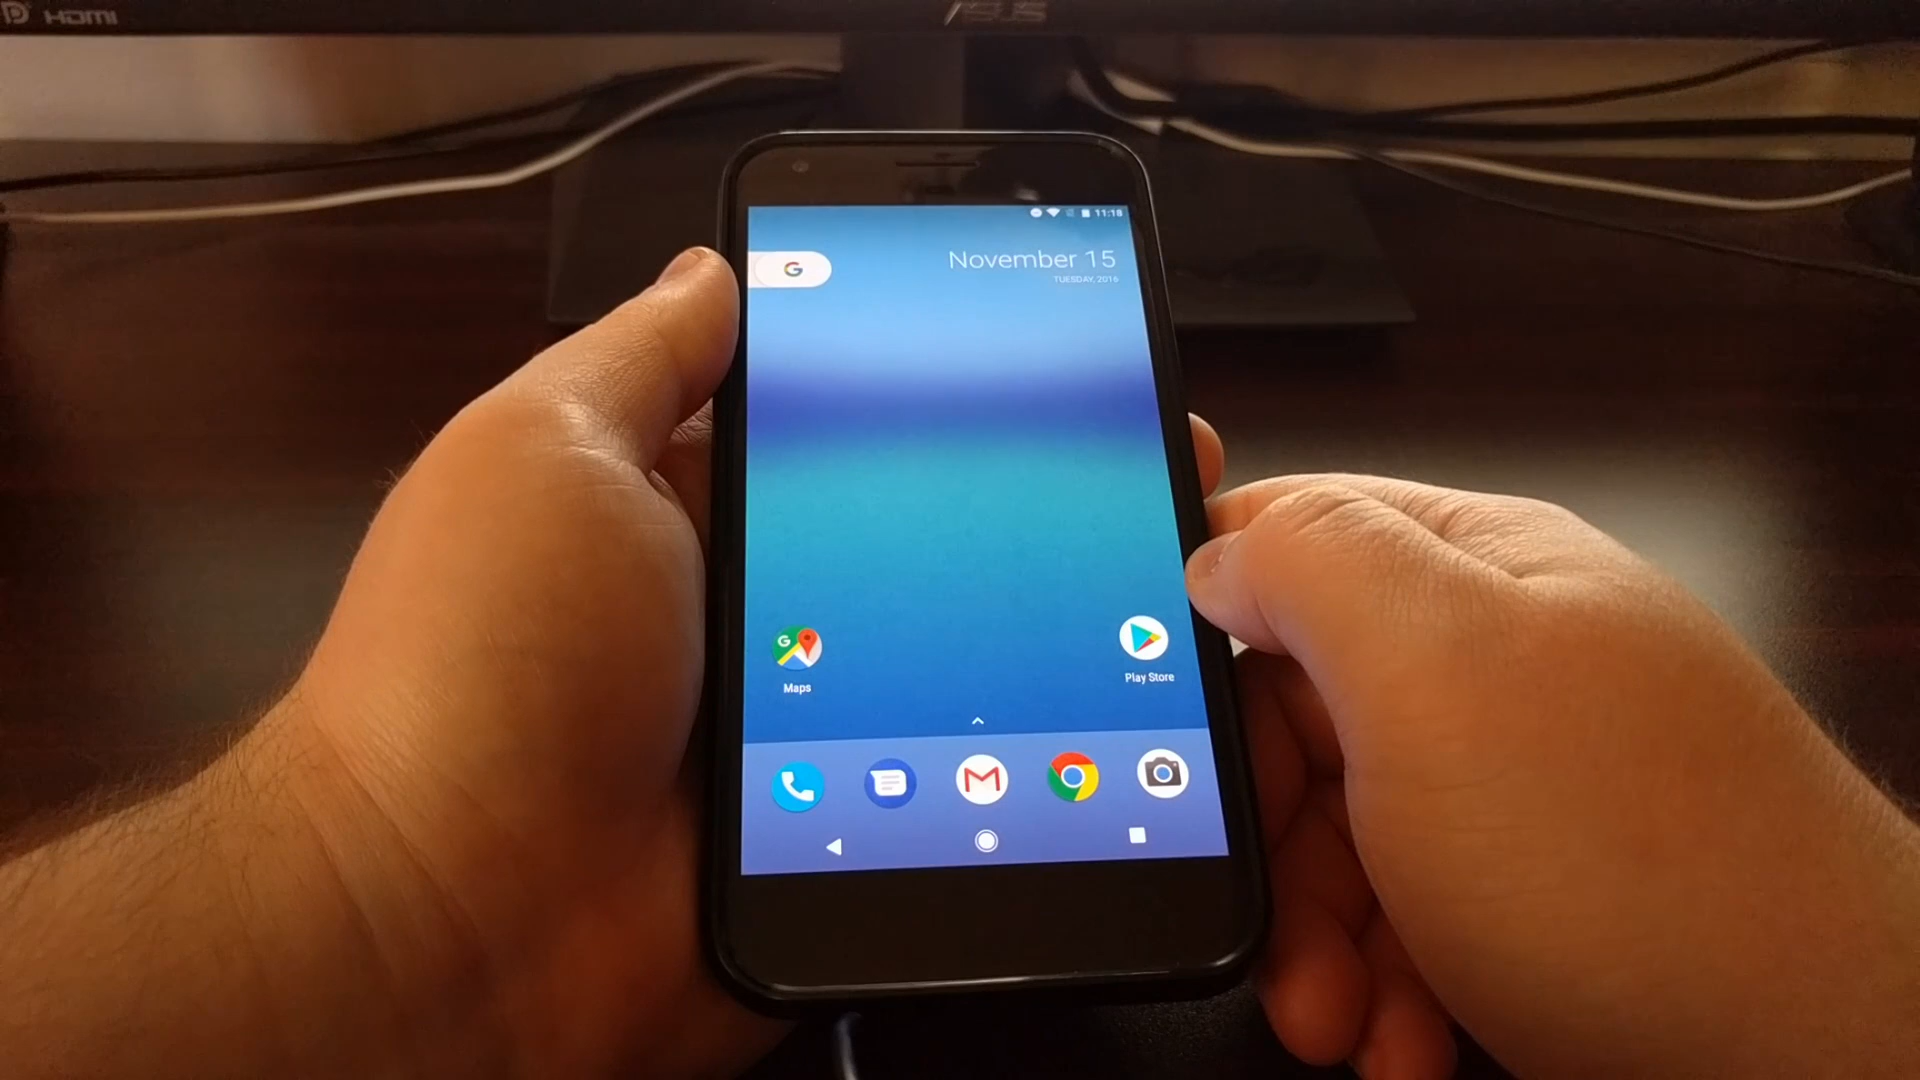 HDMI
ASUS
11:18
G
November 15
TUESDAY, 2016
G
Maps
Play Store